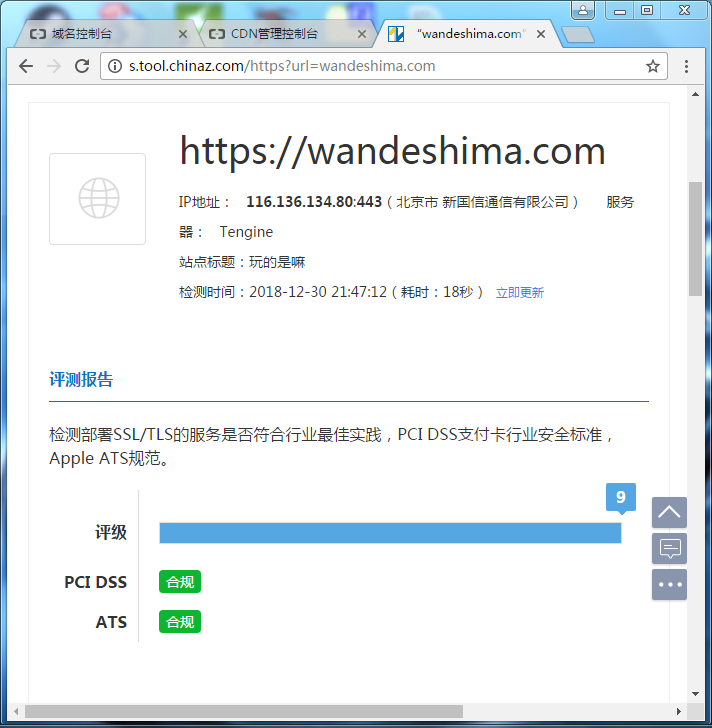 域名控制台
CDN管理控制台
“wandeshima.com”
s.tool.chinaz.com/https?url=wandeshima.com
https://wandeshima.com
IP地址： 116.136.134.80:443 ( 北京市 新国信通信有限公司 ) 服务
器： Tengine
站点标题：玩的是嘛
检测时间：2018-12-30 21:47:12 ( 耗时：18秒 ) 立即更新
评测报告
检测部署SSL/TLS的服务是否符合行业最佳实践，PCI DSS支付卡行业安全标准，
Apple ATS规范。
9
评级
PCI DSS 合规
ATS 合规